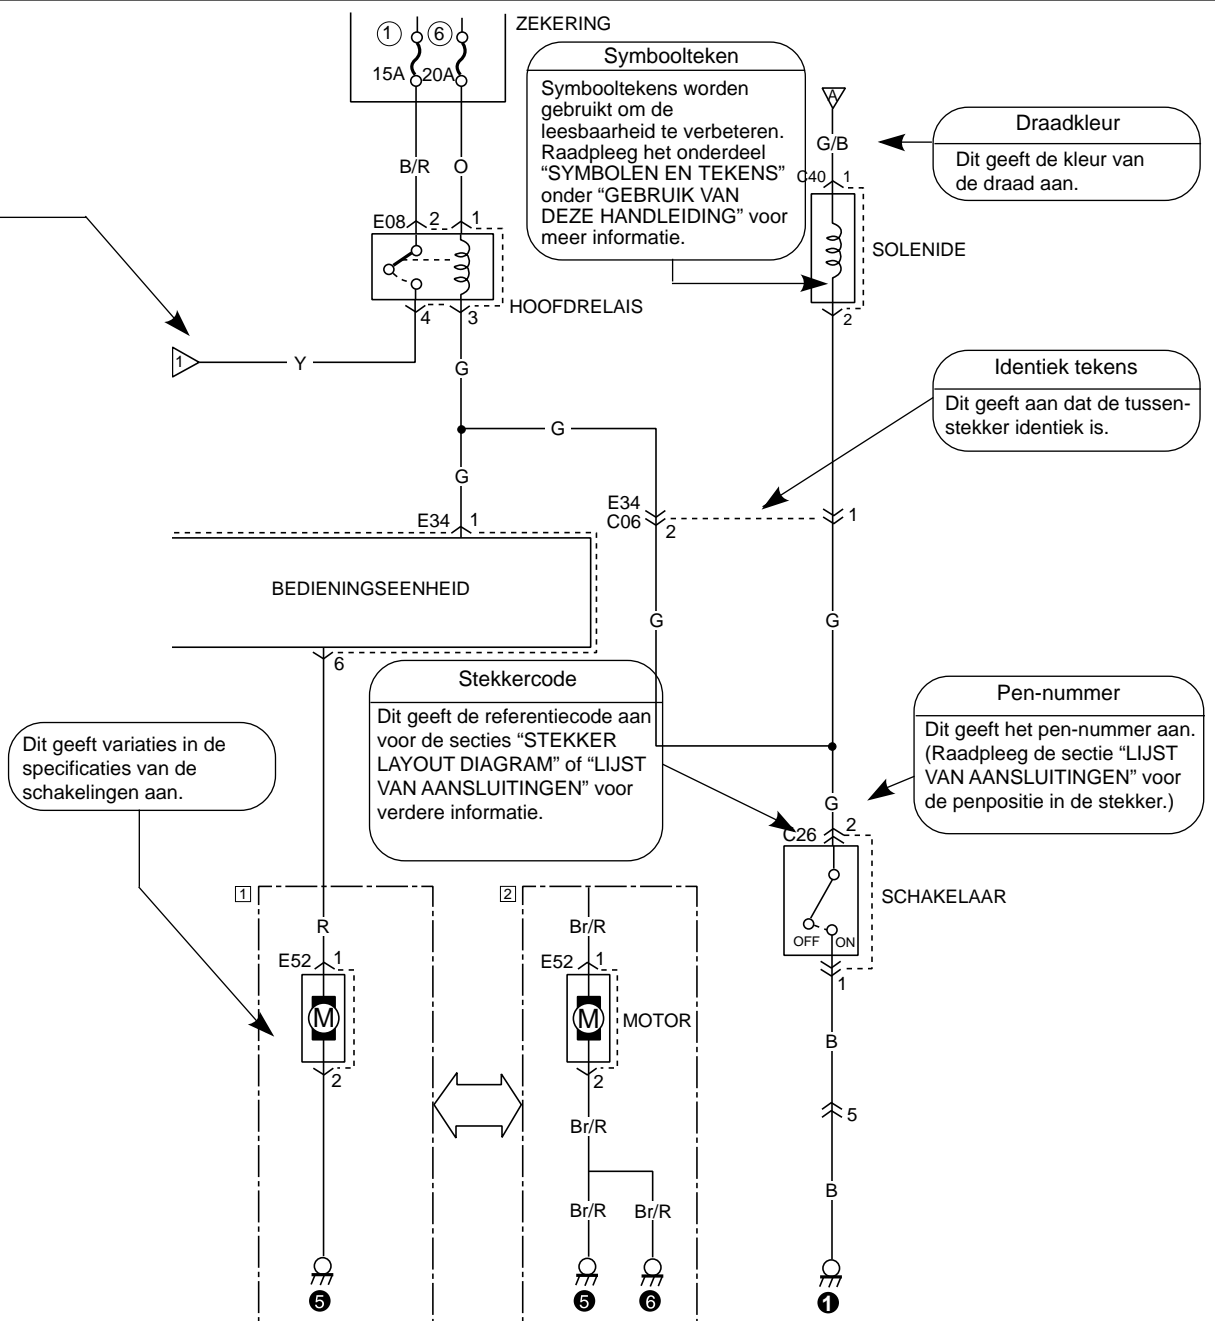 ZEKERING
1
6
15A
20A
Symboolteken
Symbooltekens worden
gebruikt om de
leesbaarheid te verbeteren.
Raadpleeg het onderdeel
“SYMBOLEN EN TEKENS”
onder “GEBRUIK VAN
DEZE HANDLEIDING” voor
meer informatie.
A
G/B
C40
1
Draadkleur
Dit geeft de kleur van
de draad aan.
B/R
O
E08
2
1
SOLENIDE
HOOFDRELAIS
4
3
2
1
Y
G
Identiek tekens
Dit geeft aan dat de tussen-
stekker identiek is.
G
G
E34
C06
2
1
E34
1
BEDIENINGSEENHEID
G
G
6
Stekkercode
Dit geeft de referentiecode aan
voor de secties “STEKKER
LAYOUT DIAGRAM” of “LIJST
VAN AANSLUITINGEN” voor
verdere informatie.
Pen-nummer
Dit geeft het pen-nummer aan.
(Raadpleeg de sectie “LIJST
VAN AANSLUITINGEN” voor
de penpositie in de stekker.)
Dit geeft variaties in de
specificaties van de
schakelingen aan.
G
C26
2
SCHAKELAAR
OFF
ON
1
1
2
R
Br/R
E52
1
E52
1
M
M
MOTOR
2
2
B
5
Br/R
B
Br/R
Br/R
5
5
6
1